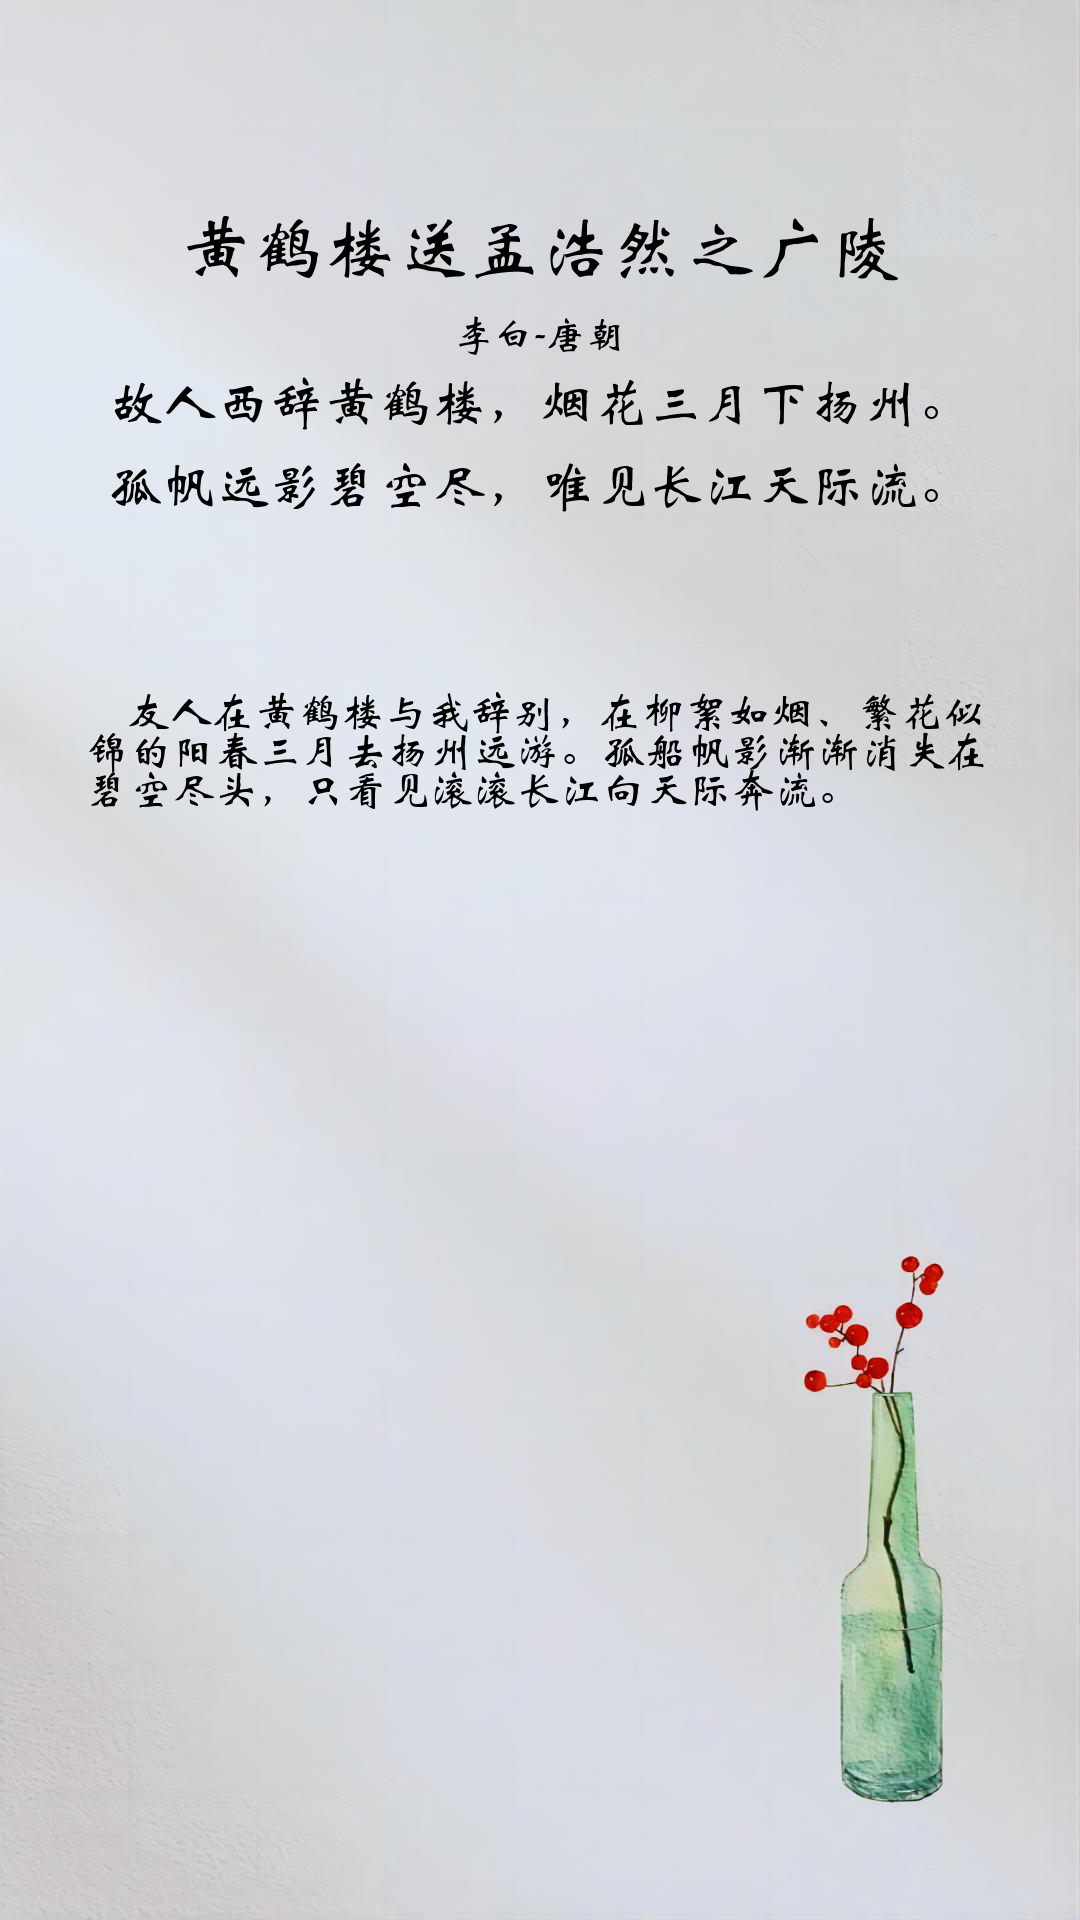 黄鹤楼送孟浩然之广陵
李白-唐朝
故人西辞黄鹤楼，烟花三月下扬州。
孤帆远影碧空尽，唯见长江天际流。
友人在黄鹤楼与我辞别，在柳絮如烟、繁花似
锦的阳春三月去扬州远游。孤船帆影渐渐消失在
碧空尽头，只看见滚滚长江向天际奔流。